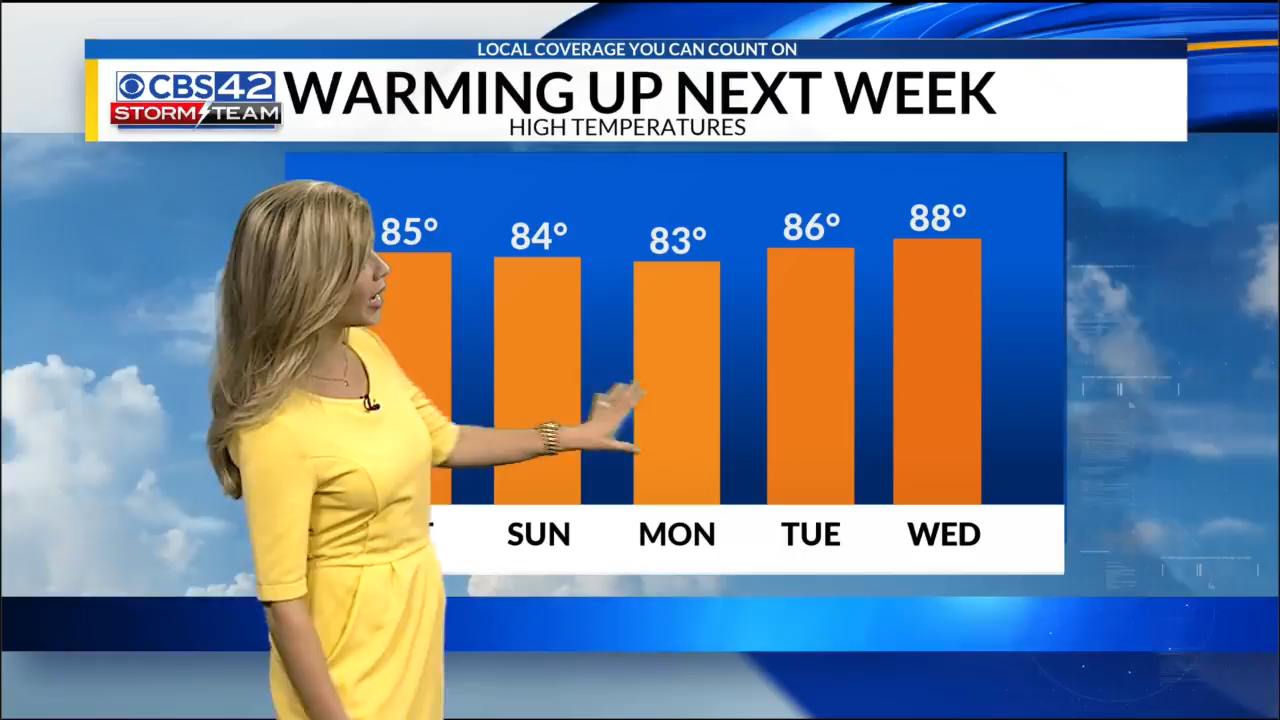 LOCAL COVERAGE YOU CAN COUNT ON
CBS 42
STORM TEAM
WARMING UP NEXT WEEK
HIGH TEMPERATURES
85° 84° 83° 86° 88°
SUN MON TUE WED